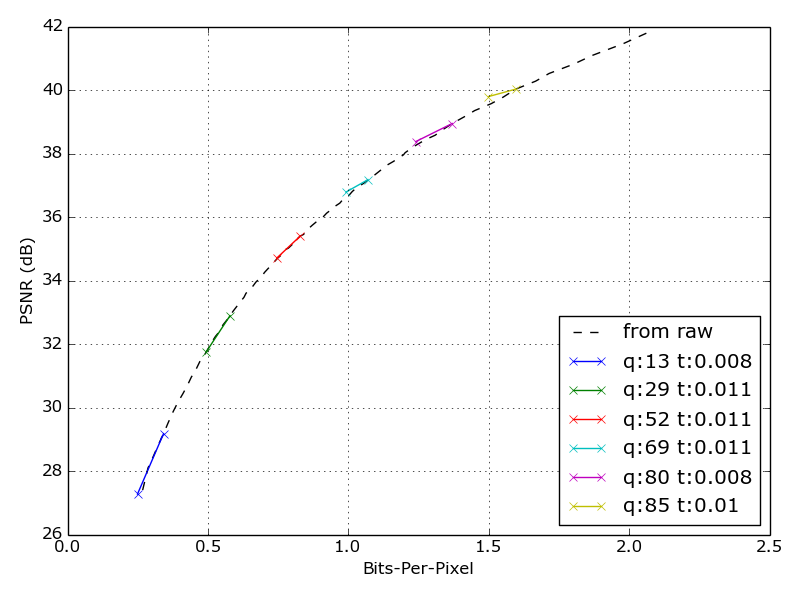 42
40
38
36
34
32
30
28
26
PSNR (dB)
from raw
q:13 t:0.008
q:29 t:0.011
q:52 t:0.011
q:69 t:0.011
q:80 t:0.008
q:85 t:0.01
0.0 0.5 1.0 1.5 2.0 2.5
Bits-Per-Pixel